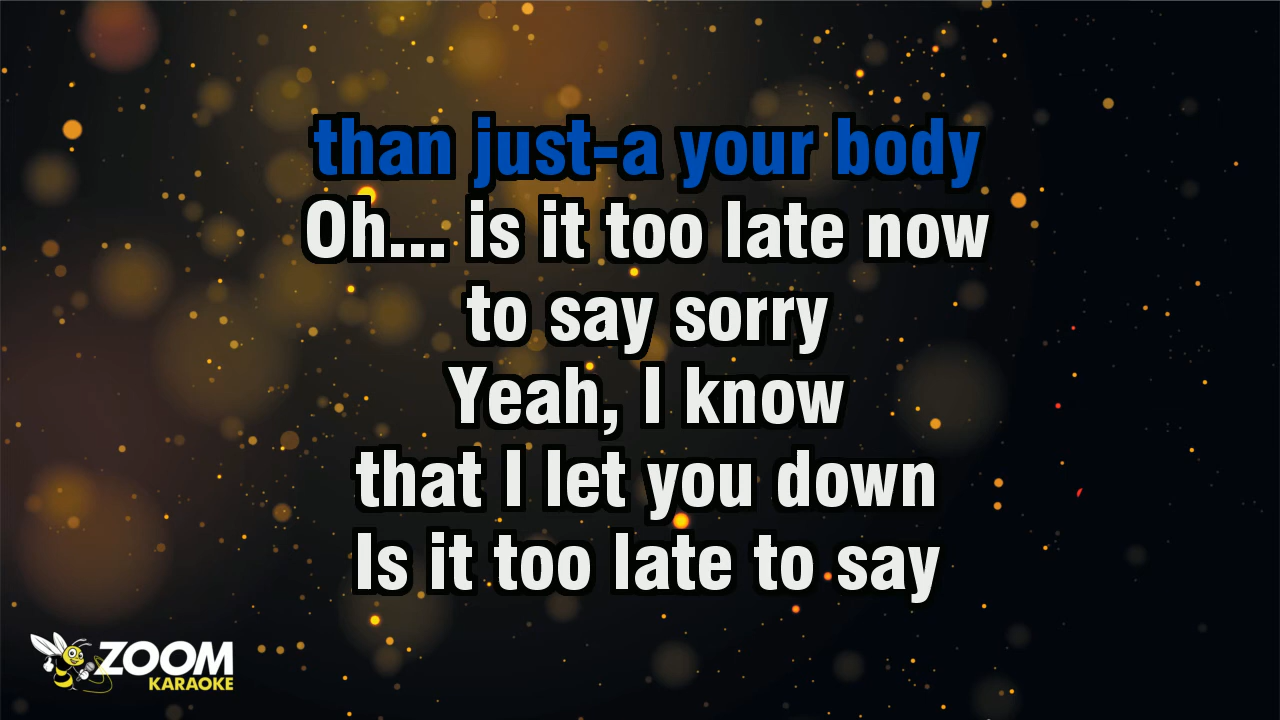 than just-a your body
Oh... is it too late now
to say sorry
Yeah, I know
that I let you down
Is it too late to say
ZOOM
KARAOKE